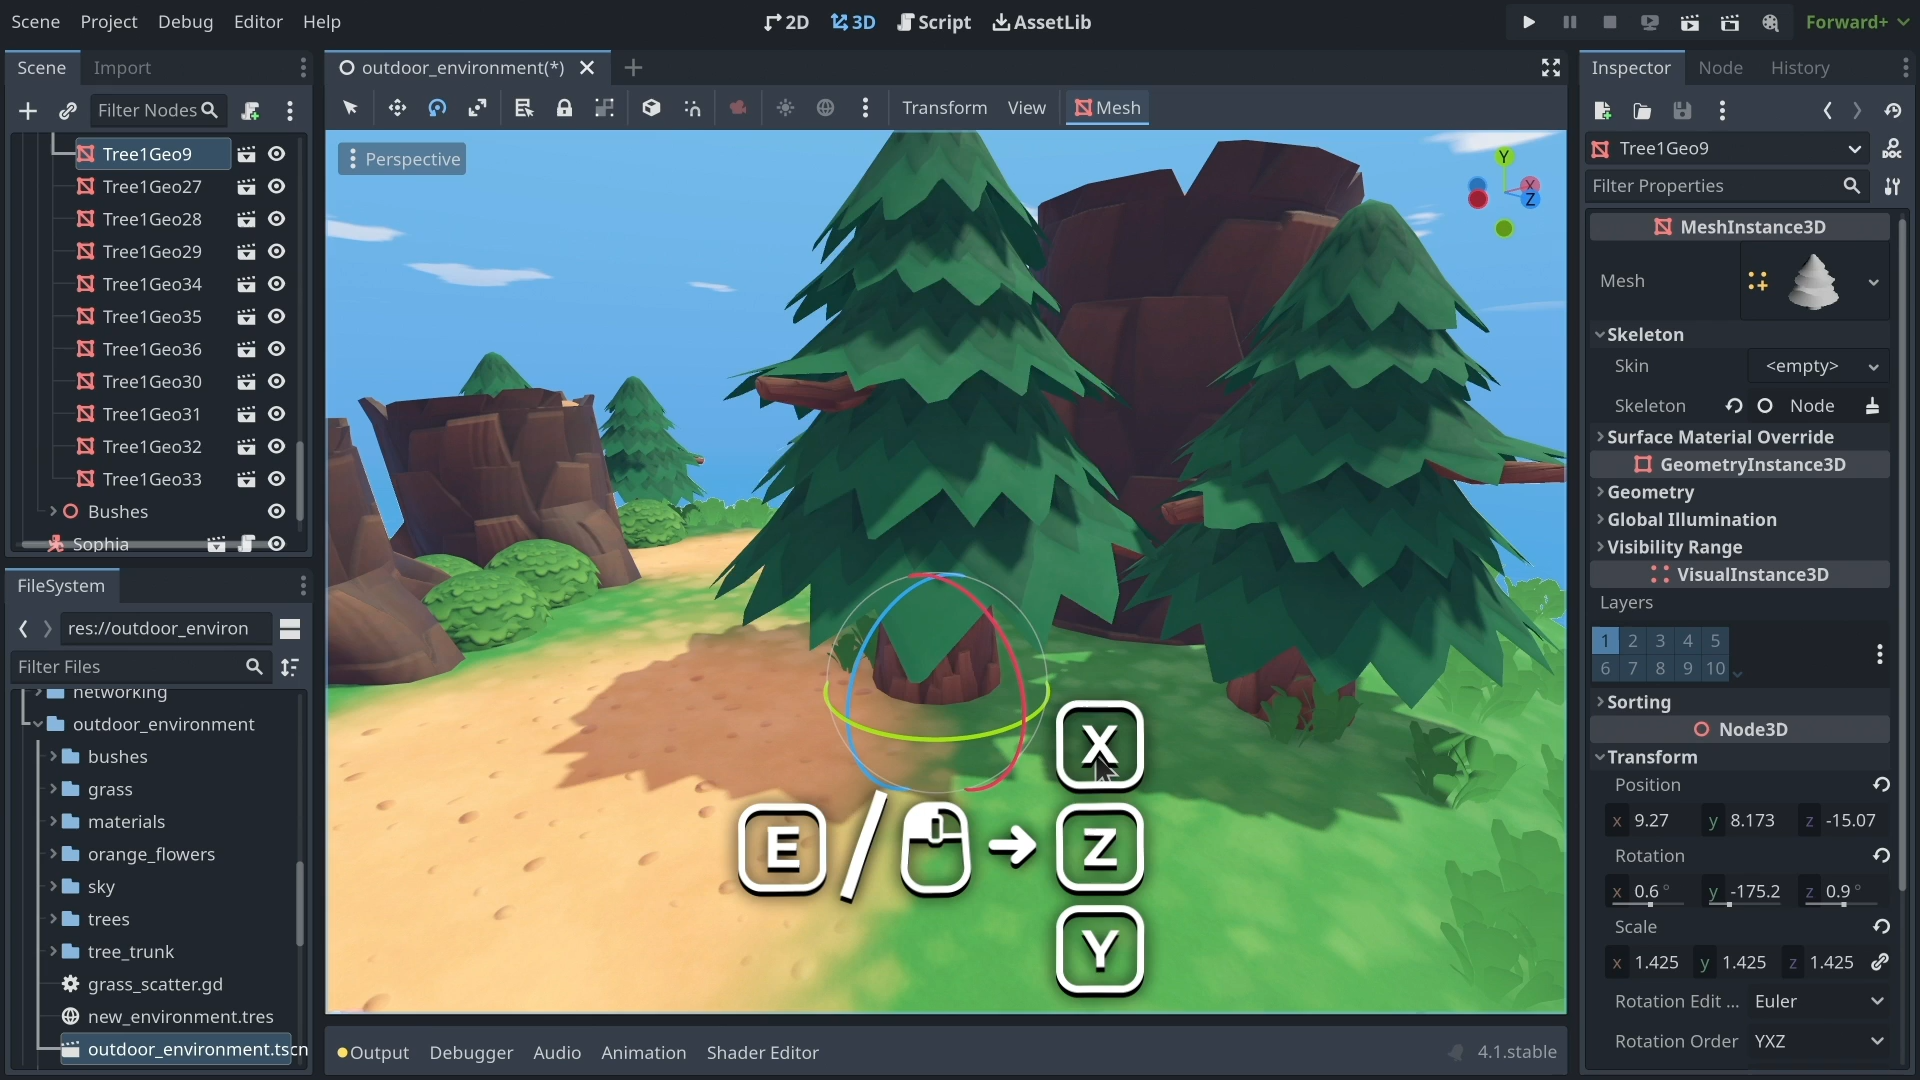 Scene Project Debug Editor Help
2D 3D Script AssetLib
Forward+
Scene Import
Filter Nodes
Tree1Geo9
Tree1Geo27
Tree1Geo28
Tree1Geo29
Tree1Geo34
Tree1Geo35
Tree1Geo36
Tree1Geo30
Tree1Geo31
Tree1Geo32
Tree1Geo33
Bushes
Sophia
FileSystem
res://outdoor_environ
Filter Files
networking
outdoor_environment
bushes
grass
materials
orange_flowers
sky
trees
tree_trunk
grass_scatter.gd
new_environment.tres
outdoor_environment.tscn
outdoor_environment(*)
Transform View Mesh
Perspective
Y
X
Z
X
E / → Z
Y
Output Debugger Audio Animation Shader Editor
4.1.stable
Inspector Node History
Tree1Geo9
DOC
Filter Properties
MeshInstance3D
Mesh
Skeleton
Skin <empty>
Skeleton Node
Surface Material Override
GeometryInstance3D
Geometry
Global Illumination
Visibility Range
VisualInstance3D
Layers
1 2 3 4 5
6 7 8 9 10
Sorting
Node3D
Transform
Position
x 9.27 y 8.173 z -15.07
Rotation
x 0.6 ° y -175.2 z 0.9 °
Scale
x 1.425 y 1.425 z 1.425
Rotation Edit ... Euler
Rotation Order YXZ